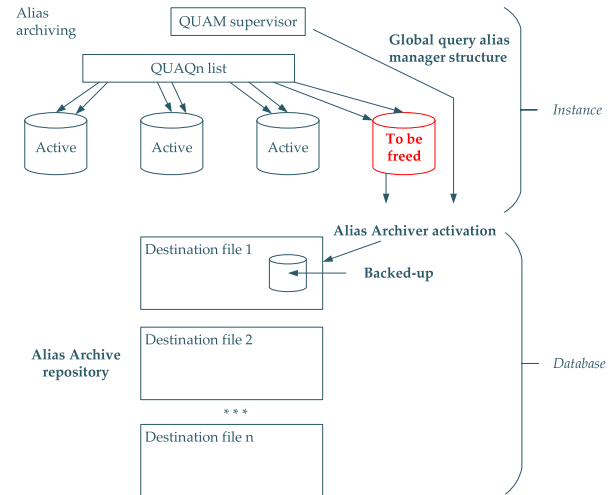 Alias
archiving
QUAM supervisor
Global query alias
manager structure
QUAQn list
Instance
Active
Active
Active
To be
freed
Alias Archiver activation
Destination file 1
Backed-up
Destination file 2
Alias Archive
repository
Database
* * *
Destination file n